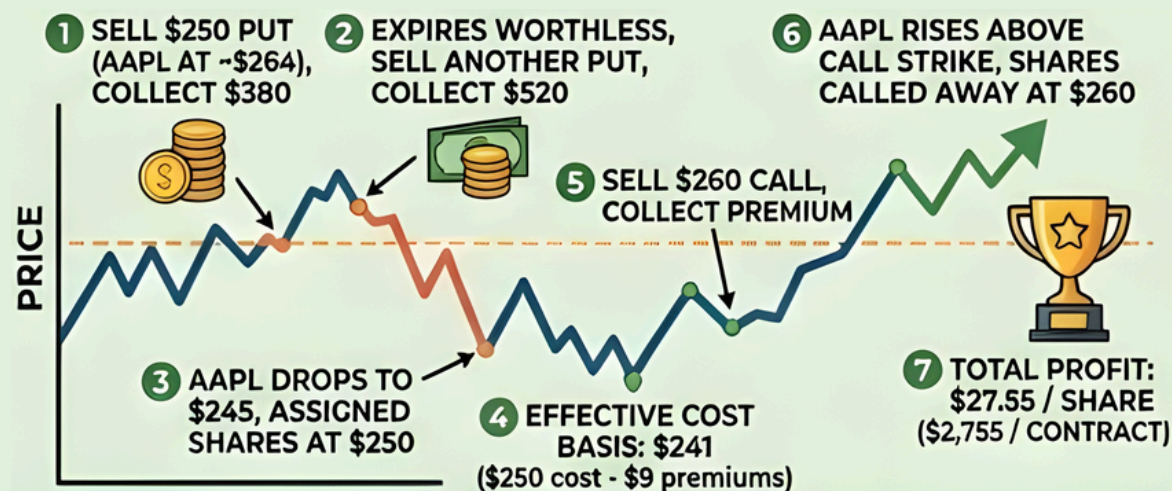 1 SELL $250 PUT
(AAPL AT ~$264),
COLLECT $380
2 EXPIRES WORTHLESS,
SELL ANOTHER PUT,
COLLECT $520
6 AAPL RISES ABOVE
CALL STRIKE, SHARES
CALLED AWAY AT $260
$
5 SELL $260 CALL,
COLLECT PREMIUM
PRICE
3 AAPL DROPS TO
$245, ASSIGNED
SHARES AT $250
4 EFFECTIVE COST
BASIS: $241
($250 cost - $9 premiums)
7 TOTAL PROFIT:
$27.55 / SHARE
($2,755 / CONTRACT)